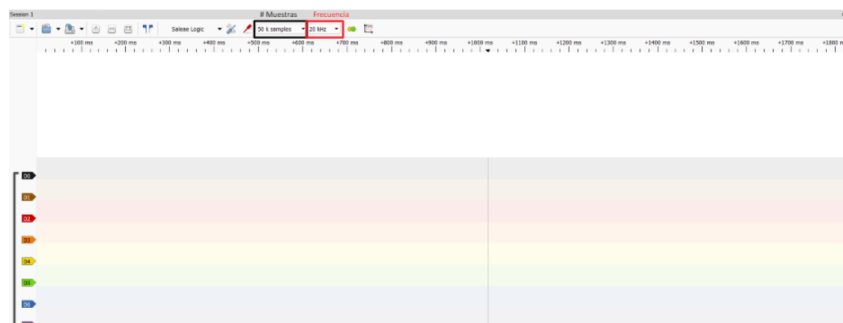 Session 1
# Muestras Frecuencia
Saleae Logic 50 k samples 20 kHz
+100 ms +200 ms +300 ms +400 ms +500 ms +600 ms +700 ms +800 ms +900 ms +1000 ms +1100 ms +1200 ms +1300 ms +1400 ms +1500 ms +1600 ms +1700 ms +1800 m
D0
D1
D2
D3
D4
D5
D6